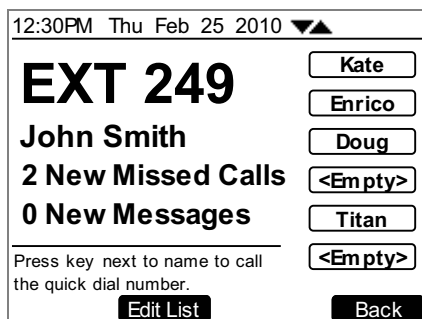 12:30PM Thu Feb 25 2010
EXT 249
John Smith
2 New Missed Calls
0 New Messages
Press key next to name to call
the quick dial number.
Kate
Enrico
Doug
<Empty>
Titan
<Empty>
Edit List
Back